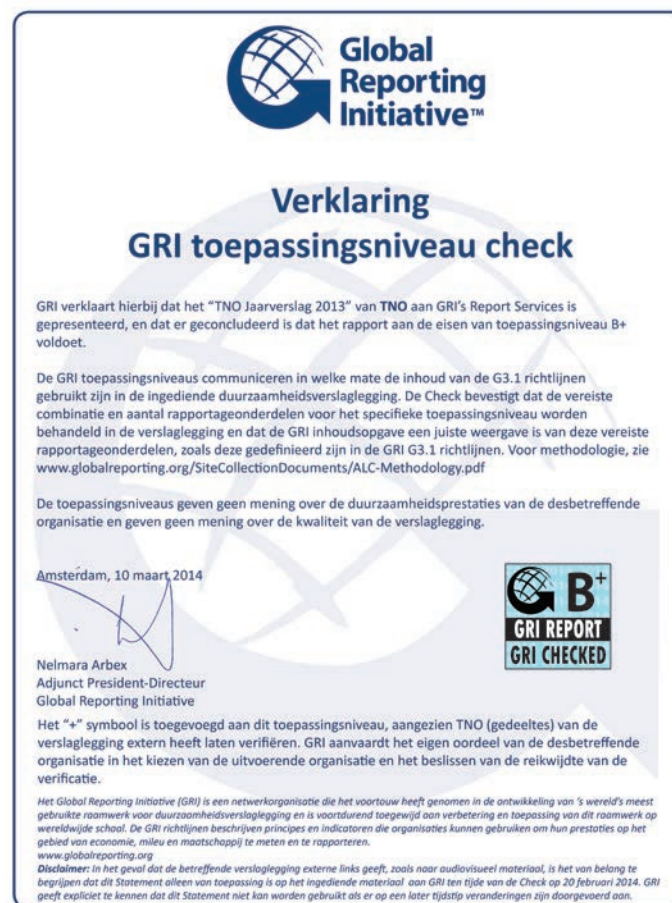 Global
Reporting
Initiative™
Verklaring
GRI toepassingsniveau check
GRI verklaart hierbij dat het “TNO Jaarverslag 2013” van TNO aan GRI’s Report Services is
gepresenteerd, en dat er geconcludeerd is dat het rapport aan de eisen van toepassingsniveau B+
voldoet.
De GRI toepassingsniveaus communiceren in welke mate de inhoud van de G3.1 richtlijnen
gebruikt zijn in de ingediende duurzaamheidsverslaglegging. De Check bevestigt dat de vereiste
combinatie en aantal rapportageonderdelen voor het specifieke toepassingsniveau worden
behandeld in de verslaglegging en dat de GRI inhoudsopgave een juiste weergave is van deze vereiste
rapportageonderdelen, zoals deze gedefinieerd zijn in de GRI G3.1 richtlijnen. Voor methodologie, zie
www.globalreporting.org/SiteCollectionDocuments/ALC-Methodology.pdf
De toepassingsniveaus geven geen mening over de duurzaamheidsprestaties van de desbetreffende
organisatie en geven geen mening over de kwaliteit van de verslaglegging.
Amsterdam, 10 maart 2014
B+
GRI REPORT
GRI CHECKED
Nelmara Arbex
Adjunct President-Directeur
Global Reporting Initiative
Het “+” symbool is toegevoegd aan dit toepassingsniveau, aangezien TNO (gedeeltes) van de
verslaglegging extern heeft laten verifiëren. GRI aanvaardt het eigen oordeel van de desbetreffende
organisatie in het kiezen van de uitvoerende organisatie en het beslissen van de reikwijdte van de
verificatie.
Het Global Reporting Initiative (GRI) is een netwerkorganisatie die het voortouw heeft genomen in de ontwikkeling van ‘s wereld’s meest
gebruikte raamwerk voor duurzaamheidsverslaglegging en is voortdurend toegewijd aan verbetering en toepassing van dit raamwerk op
wereldwijde schaal. De GRI richtlijnen beschrijven principes en indicatoren die organisaties kunnen gebruiken om hun prestaties op het
gebied van economie, milieu en maatschappij te meten en te rapporteren.
www.globalreporting.org
Disclaimer: In het geval dat de betreffende verslaglegging externe links geeft, zoals naar audiovisueel materiaal, is het van belang te
begrijpen dat dit Statement alleen van toepassing is op het ingediende materiaal aan GRI ten tijde van de Check op 20 februari 2014. GRI
geeft expliciet te kennen dat dit Statement niet kan worden gebruikt als er op een later tijdstip veranderingen zijn doorgevoerd aan.